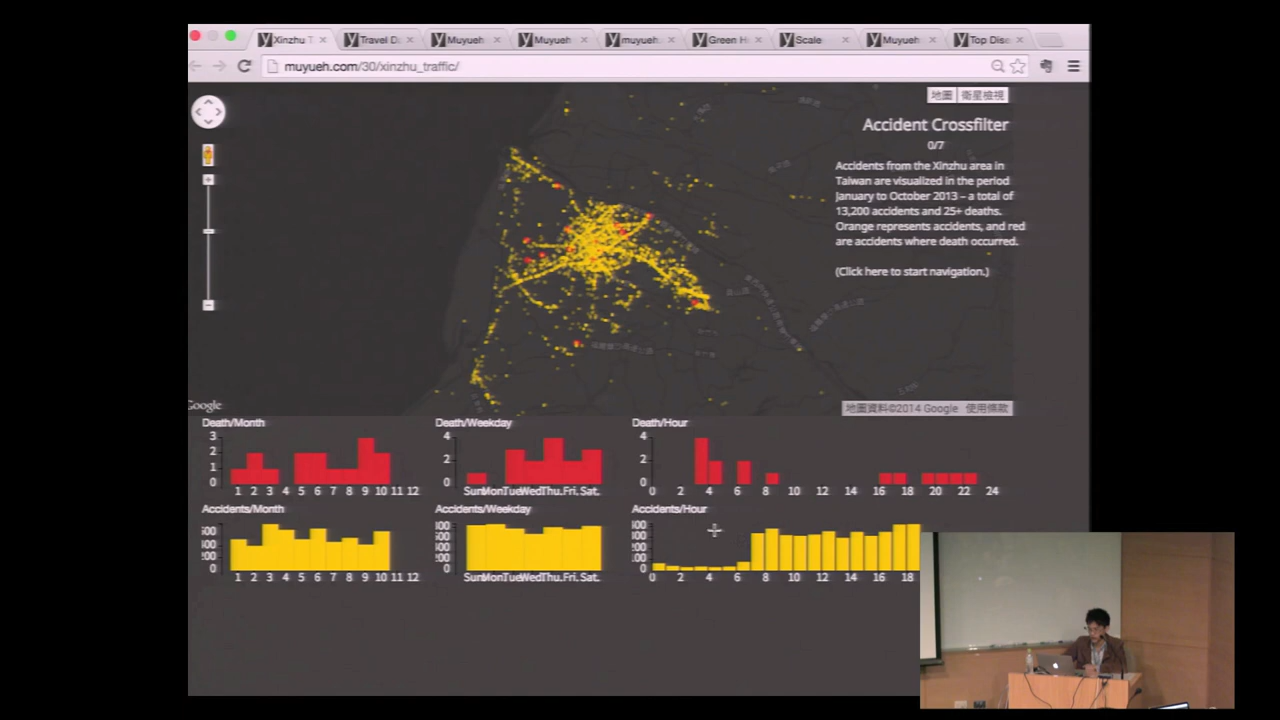 Xinzhu T
Travel D
Muyueh
Muyueh
muyueh.
Green H
Scale
Muyueh
Top Dise
muyueh.com/30/xinzhu_traffic/
地圖 衛星檢視
Accident Crossfilter
0/7
Accidents from the Xinzhu area in
Taiwan are visualized in the period
January to October 2013 – a total of
13,200 accidents and 25+ deaths.
Orange represents accidents, and red
are accidents where death occurred.
(Click here to start navigation.)
Google
地圖資料©2014 Google 使用條款
Death/Month
3
2
1
0
1 2 3 4 5 6 7 8 9 10 11 12
Death/Weekday
4
2
0
Sun. Mon. Tue. Wed. Thu. Fri. Sat.
Death/Hour
4
2
0
0 2 4 6 8 10 12 14 16 18 20 22 24
Accidents/Month
400
200
0
1 2 3 4 5 6 7 8 9 10 11 12
Accidents/Weekday
0
Sun. Mon. Tue. Wed. Thu. Fri. Sat.
Accidents/Hour
0
0 2 4 6 8 10 12 14 16 18